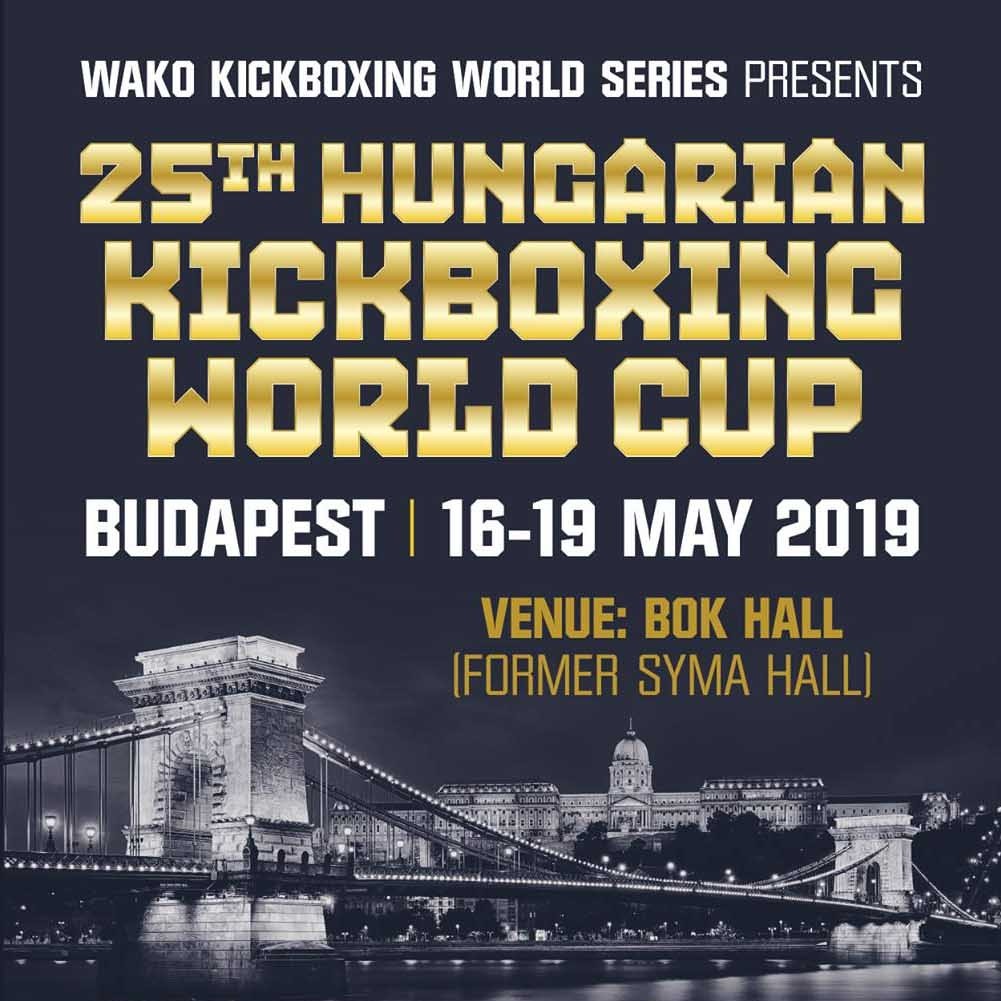 WAKO KICKBOXING WORLD SERIES PRESENTS
25TH HUNGARIAN
KICKBOXING
WORLD CUP
BUDAPEST | 16-19 MAY 2019
VENUE: BOK HALL
(FORMER SYMA HALL)